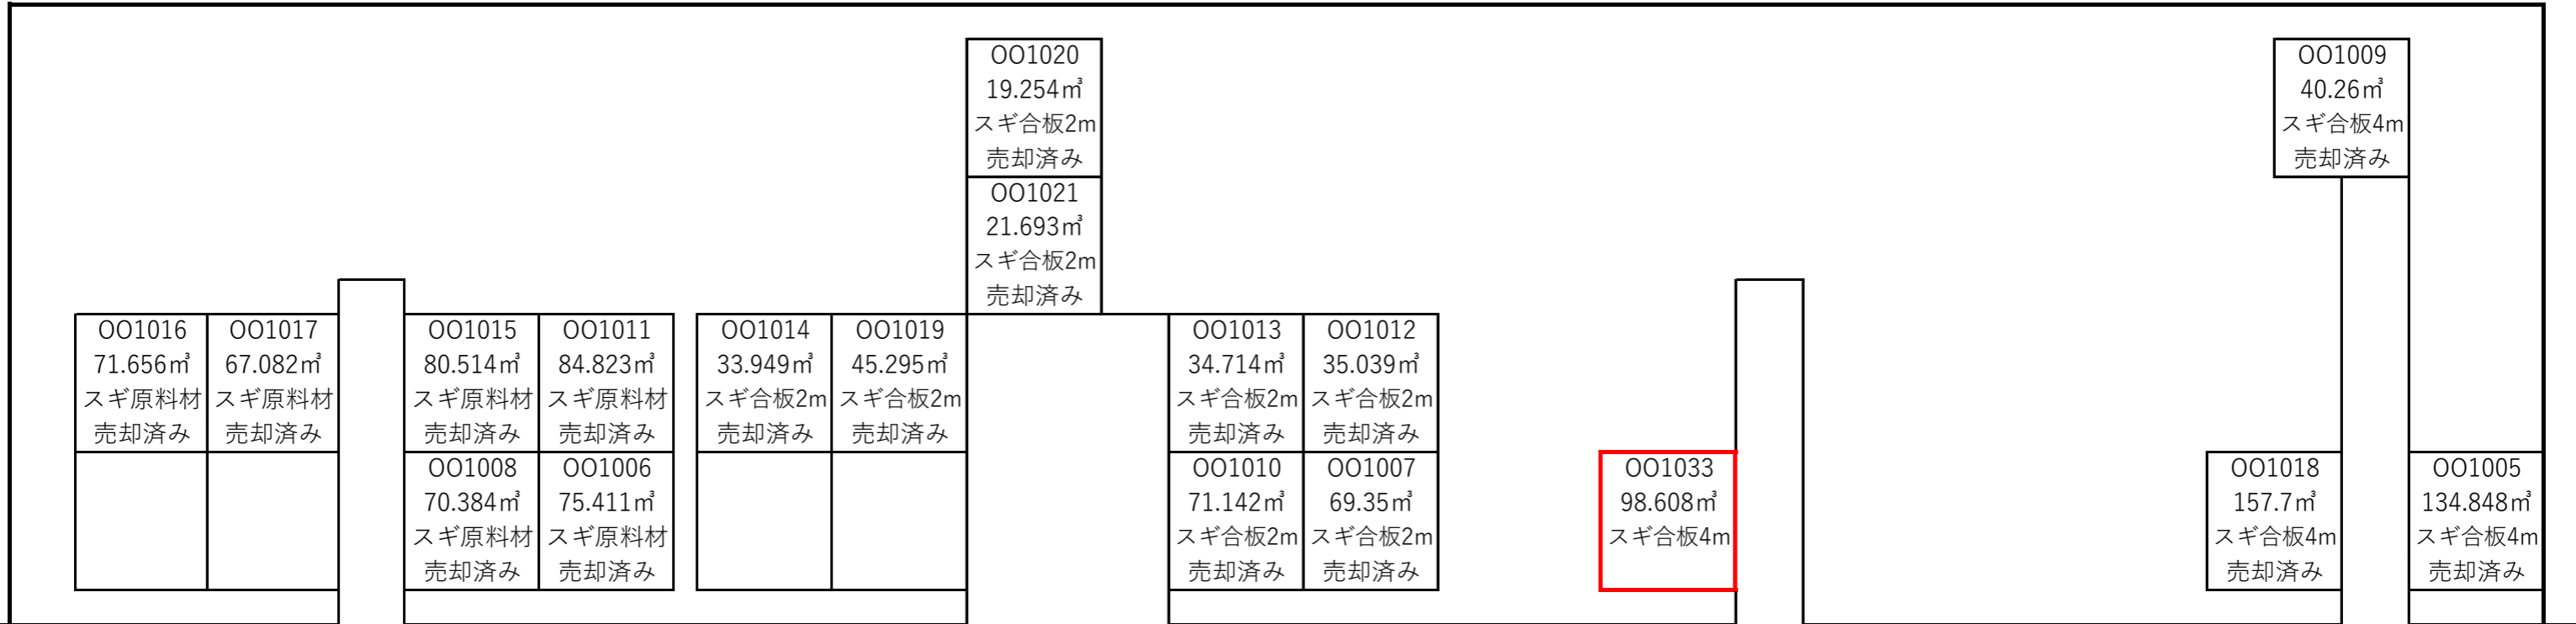 OO1020
19.254㎥
スギ合板2m
売却済み
OO1009
40.26㎥
スギ合板4m
売却済み
OO1021
21.693㎥
スギ合板2m
売却済み
OO1016
71.656㎥
スギ原料材
売却済み
OO1017
67.082㎥
スギ原料材
売却済み
OO1015
80.514㎥
スギ原料材
売却済み
OO1011
84.823㎥
スギ原料材
売却済み
OO1014
33.949㎥
スギ合板2m
売却済み
OO1019
45.295㎥
スギ合板2m
売却済み
OO1013
34.714㎥
スギ合板2m
売却済み
OO1012
35.039㎥
スギ合板2m
売却済み
OO1008
70.384㎥
スギ原料材
売却済み
OO1006
75.411㎥
スギ原料材
売却済み
OO1010
71.142㎥
スギ合板2m
売却済み
OO1007
69.35㎥
スギ合板2m
売却済み
OO1033
98.608㎥
スギ合板4m
OO1018
157.7㎥
スギ合板4m
売却済み
OO1005
134.848㎥
スギ合板4m
売却済み